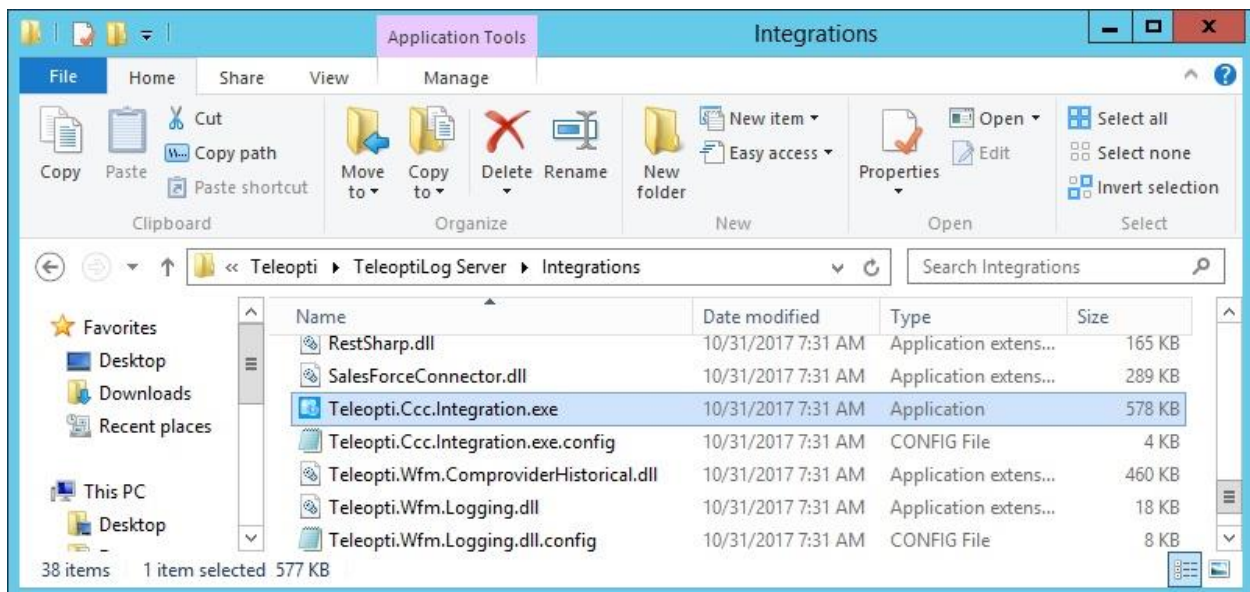 Application Tools
Integrations
File Home Share View Manage
Copy
Paste
Cut
Copy path
Paste shortcut
Clipboard
Move to
Copy to
Delete
Rename
Organize
New folder
New item
Easy access
New
Properties
Open
Edit
Open
Select all
Select none
Invert selection
Select
« Teleopti TeleoptiLog Server Integrations
Search Integrations
Favorites
Desktop
Downloads
Recent places
This PC
Desktop
Name Date modified Type Size
RestSharp.dll 10/31/2017 7:31 AM Application extens... 165 KB
SalesForceConnector.dll 10/31/2017 7:31 AM Application extens... 289 KB
Teleopti.Ccc.Integration.exe 10/31/2017 7:31 AM Application 578 KB
Teleopti.Ccc.Integration.exe.config 10/31/2017 7:31 AM CONFIG File 4 KB
Teleopti.Wfm.ComproviderHistorical.dll 10/31/2017 7:31 AM Application extens... 460 KB
Teleopti.Wfm.Logging.dll 10/31/2017 7:31 AM Application extens... 18 KB
Teleopti.Wfm.Logging.dll.config 10/31/2017 7:31 AM CONFIG File 8 KB
38 items 1 item selected 577 KB